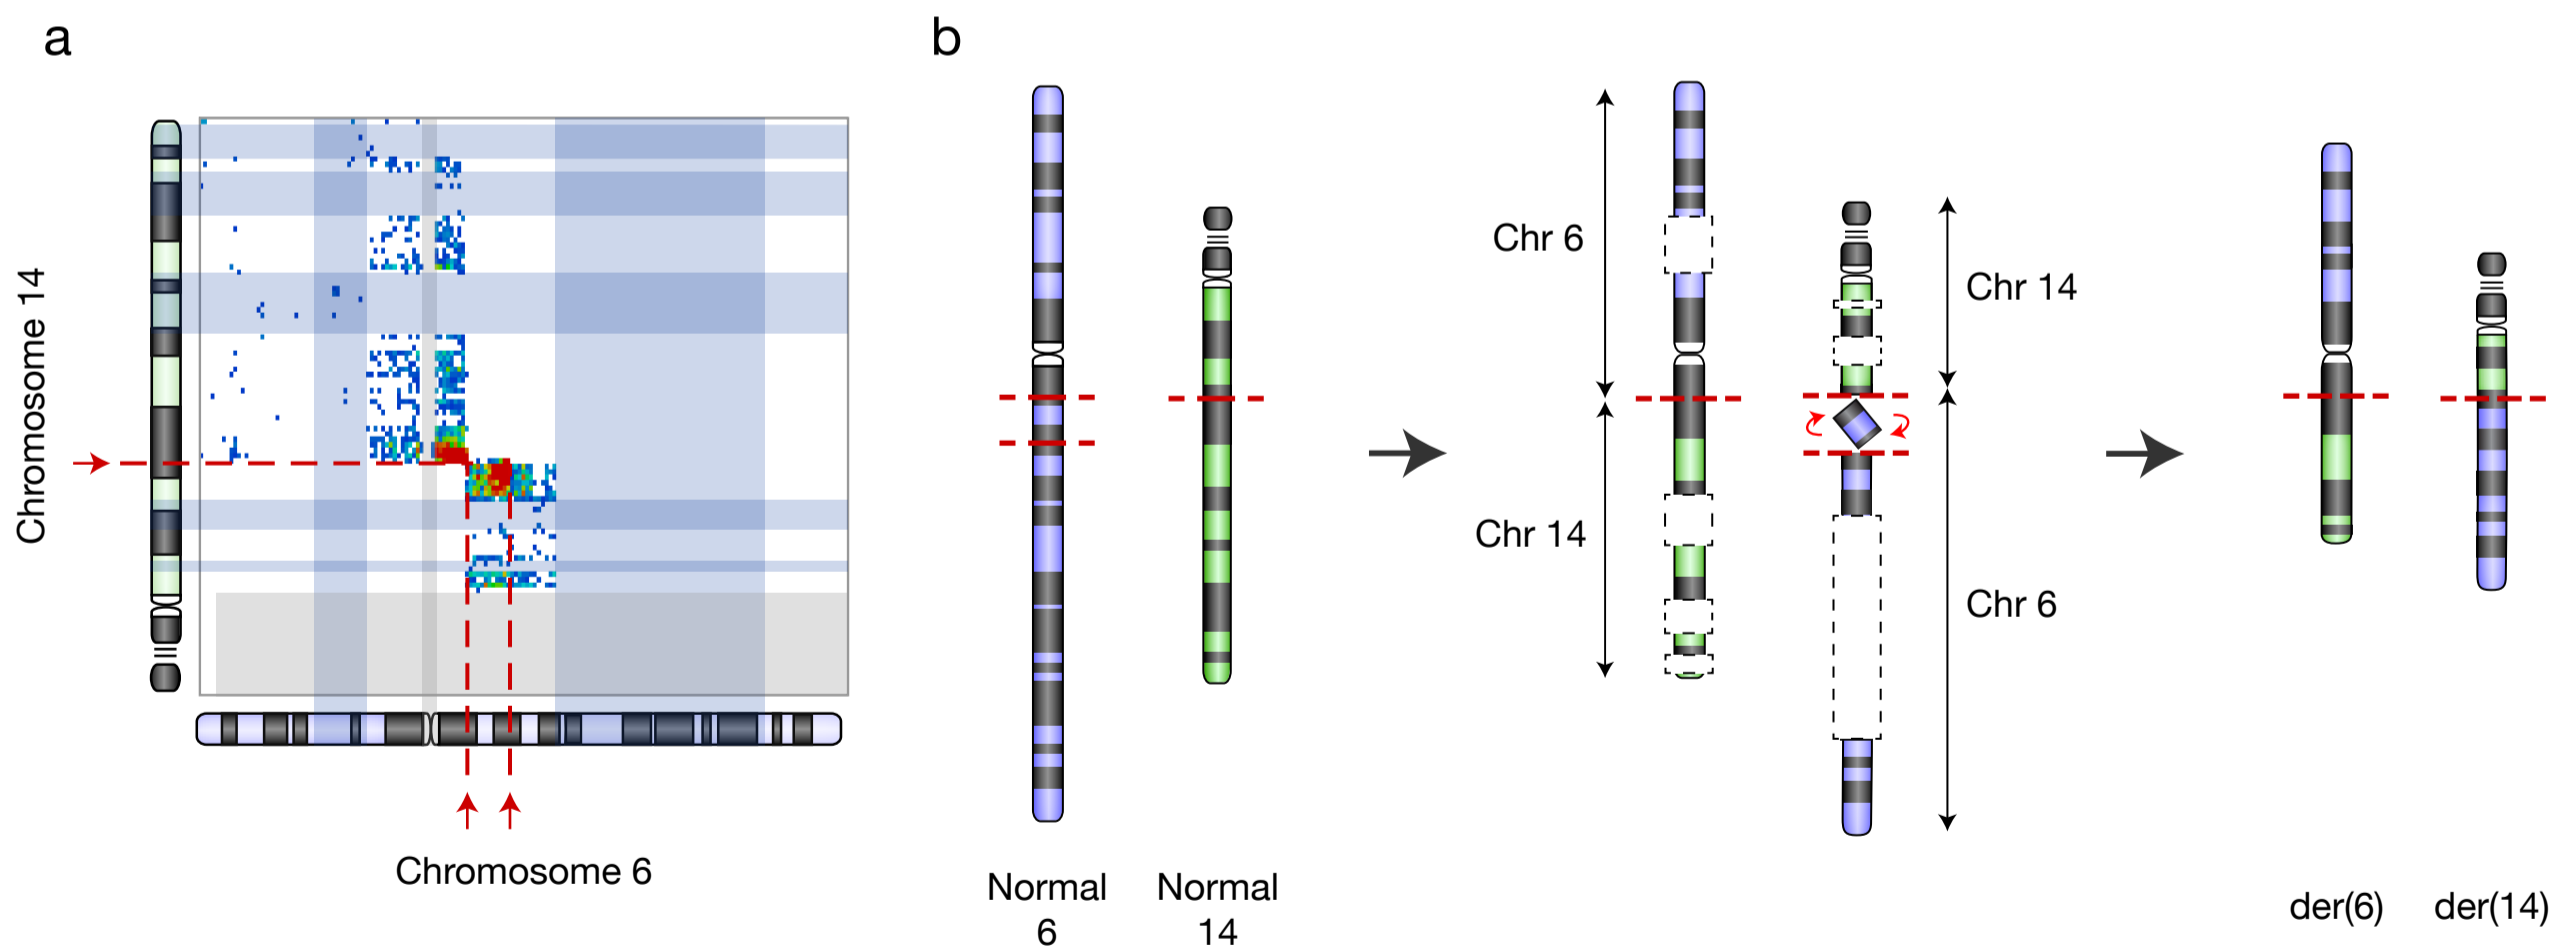 a
Chromosome 14
Chromosome 6
b
Normal
6
Normal
14
Chr 6
Chr 14
Chr 14
Chr 6
der(6)
der(14)